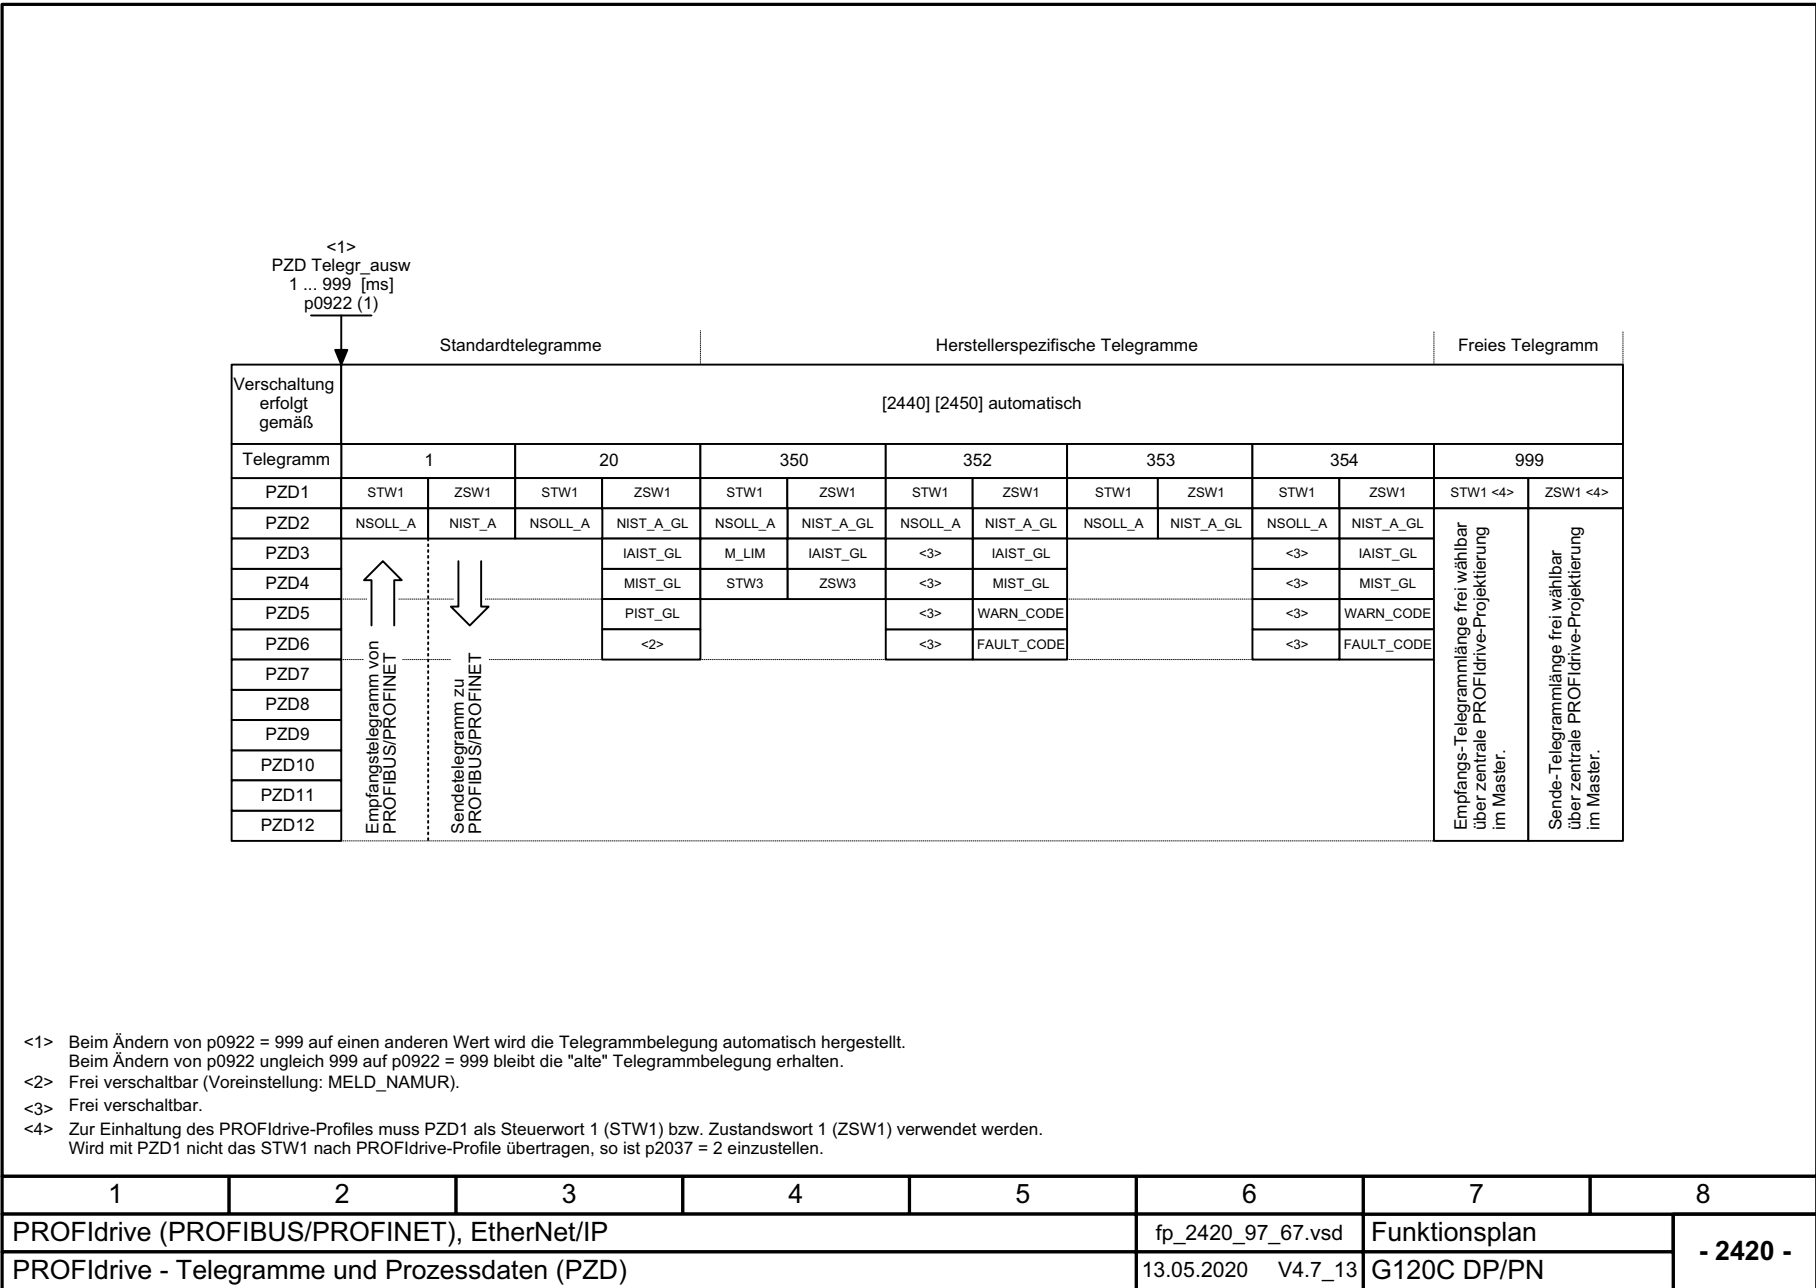 <1>
PZD Telegr_ausw
1 ... 999 [ms]
p0922 (1)
Standardtelegramme Herstellerspezifische Telegramme Freies Telegramm
Verschaltung
erfolgt
gemäß
[2440] [2450] automatisch
Telegramm 1 20 350 352 353 354 999
PZD1 STW1 ZSW1 STW1 ZSW1 STW1 ZSW1 STW1 ZSW1 STW1 ZSW1 STW1 ZSW1 STW1 <4> ZSW1 <4>
PZD2 NSOLL_A NIST_A NSOLL_A NIST_A_GL NSOLL_A NIST_A_GL NSOLL_A NIST_A_GL NSOLL_A NIST_A_GL NSOLL_A NIST_A_GL
PZD3 IAIST_GL M_LIM IAIST_GL <3> IAIST_GL <3> IAIST_GL
PZD4 MIST_GL STW3 ZSW3 <3> MIST_GL <3> MIST_GL
PZD5 PIST_GL <3> WARN_CODE <3> WARN_CODE
PZD6 <2> <3> FAULT_CODE <3> FAULT_CODE
PZD7
PZD8
PZD9
PZD10
PZD11
PZD12
Empfangstelegramm von
PROFIBUS/PROFINET
Sendetelegramm zu
PROFIBUS/PROFINET
Empfangs-Telegrammlänge frei wählbar
über zentrale PROFIdrive-Projektierung
im Master.
Sende-Telegrammlänge frei wählbar
über zentrale PROFIdrive-Projektierung
im Master.
<1> Beim Ändern von p0922 = 999 auf einen anderen Wert wird die Telegrammbelegung automatisch hergestellt.
Beim Ändern von p0922 ungleich 999 auf p0922 = 999 bleibt die "alte" Telegrammbelegung erhalten.
<2> Frei verschaltbar (Voreinstellung: MELD_NAMUR).
<3> Frei verschaltbar.
<4> Zur Einhaltung des PROFIdrive-Profiles muss PZD1 als Steuerwort 1 (STW1) bzw. Zustandswort 1 (ZSW1) verwendet werden.
Wird mit PZD1 nicht das STW1 nach PROFIdrive-Profile übertragen, so ist p2037 = 2 einzustellen.
1 2 3 4 5 6 7 8
PROFIdrive (PROFIBUS/PROFINET), EtherNet/IP fp_2420_97_67.vsd Funktionsplan
- 2420 -
PROFIdrive - Telegramme und Prozessdaten (PZD) 13.05.2020 V4.7_13 G120C DP/PN